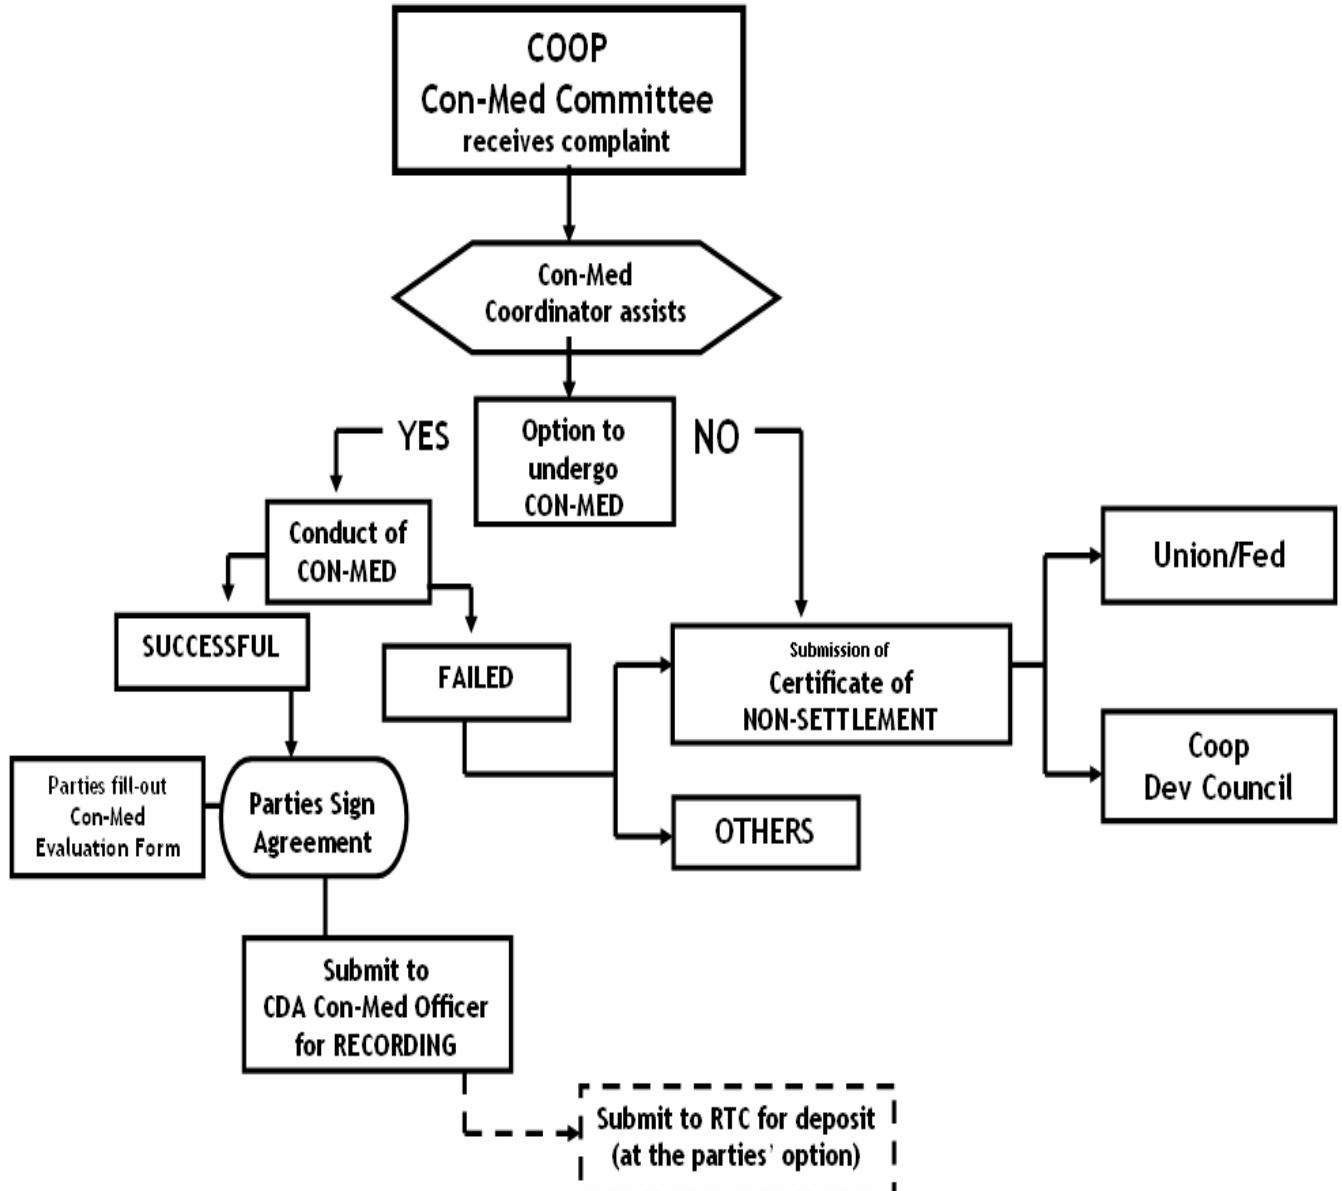 COOP
Con-Med Committee
receives complaint
Con-Med
Coordinator assists
YES
Option to
undergo
CON-MED
NO
Conduct of
CON-MED
Union/Fed
SUCCESSFUL
FAILED
Submission of
Certificate of
NON-SETTLEMENT
Coop
Dev Council
Parties fill-out
Con-Med
Evaluation Form
Parties Sign
Agreement
OTHERS
Submit to
CDA Con-Med Officer
for RECORDING
Submit to RTC for deposit
(at the parties' option)